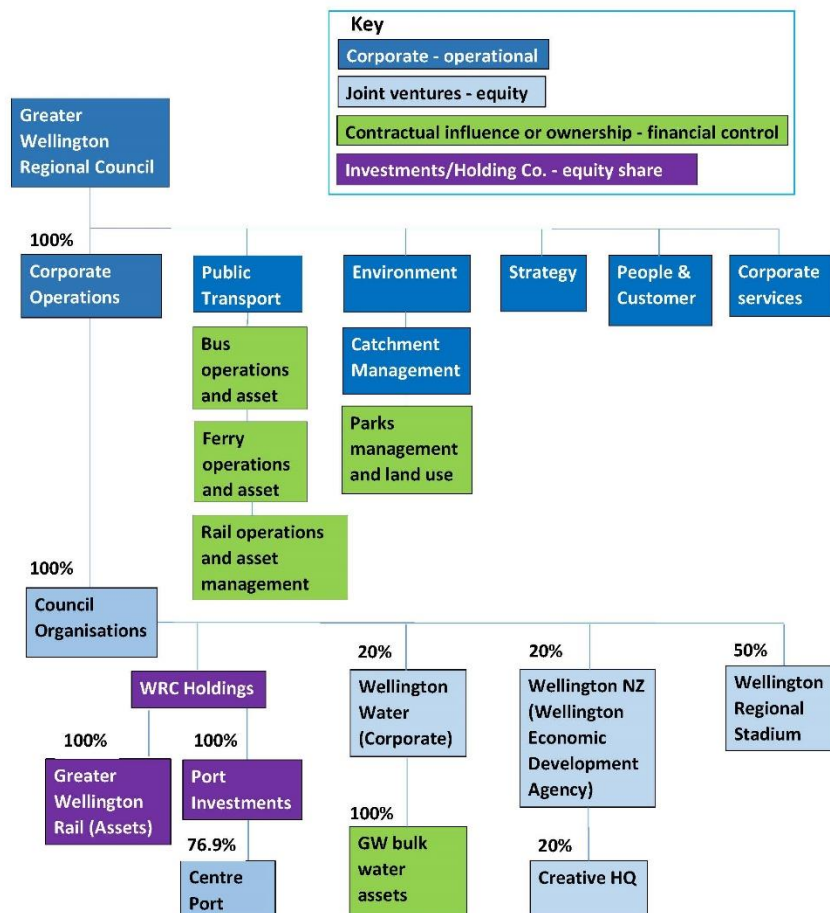 Key
Corporate - operational
Joint ventures - equity
Contractual influence or ownership - financial control
Investments/Holding Co. - equity share
Greater
Wellington
Regional Council
100%
Corporate
Operations
Public
Transport
Environment
Strategy
People &
Customer
Corporate
services
Bus
operations
and asset
Catchment
Management
Ferry
operations
and asset
Parks
management
and land use
Rail operations
and asset
management
100%
Council
Organisations
WRC Holdings
20%
Wellington
Water
(Corporate)
20%
Wellington NZ
(Wellington
Economic
Development
Agency)
50%
Wellington
Regional
Stadium
100%
Greater
Wellington
Rail (Assets)
100%
Port
Investments
100%
GW bulk
water
assets
76.9%
Centre
Port
20%
Creative HQ